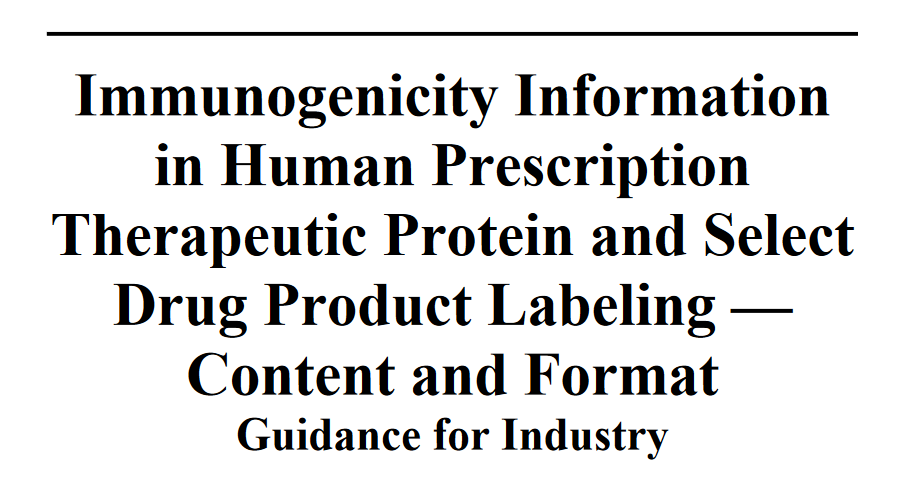 Immunogenicity Information
in Human Prescription
Therapeutic Protein and Select
Drug Product Labeling —
Content and Format
Guidance for Industry